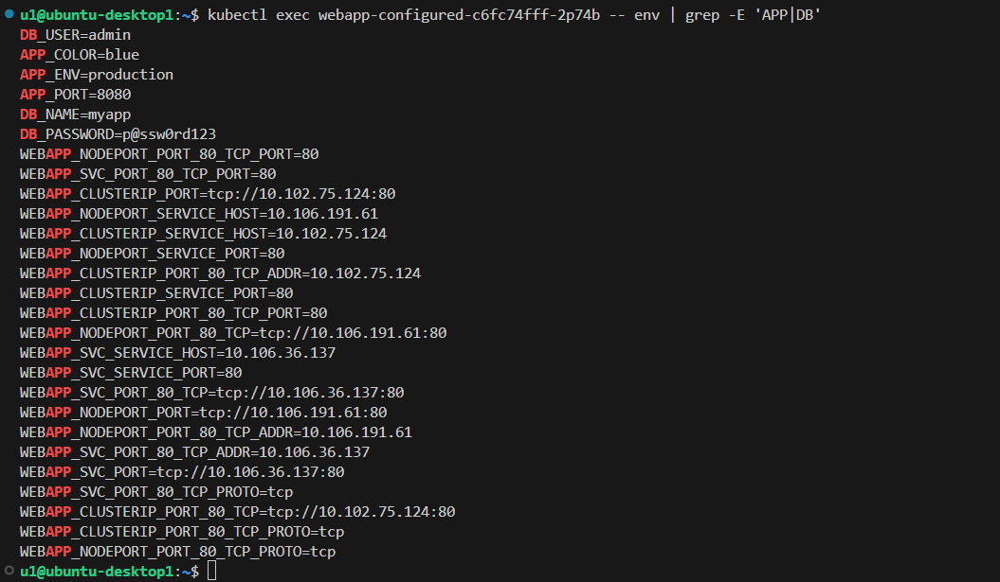 u1@ubuntu-desktop1:~$ kubectl exec webapp-configured-c6fc74fff-2p74b -- env | grep -E 'APP|DB'
DB_USER=admin
APP_COLOR=blue
APP_ENV=production
APP_PORT=8080
DB_NAME=myapp
DB_PASSWORD=p@ssw0rd123
WEBAPP_NODEPORT_PORT_80_TCP_PORT=80
WEBAPP_SVC_PORT_80_TCP_PORT=80
WEBAPP_CLUSTERIP_PORT=tcp://10.102.75.124:80
WEBAPP_NODEPORT_SERVICE_HOST=10.106.191.61
WEBAPP_CLUSTERIP_SERVICE_HOST=10.102.75.124
WEBAPP_NODEPORT_SERVICE_PORT=80
WEBAPP_CLUSTERIP_PORT_80_TCP_ADDR=10.102.75.124
WEBAPP_CLUSTERIP_SERVICE_PORT=80
WEBAPP_CLUSTERIP_PORT_80_TCP_PORT=80
WEBAPP_NODEPORT_PORT_80_TCP=tcp://10.106.191.61:80
WEBAPP_SVC_SERVICE_HOST=10.106.36.137
WEBAPP_SVC_SERVICE_PORT=80
WEBAPP_SVC_PORT_80_TCP=tcp://10.106.36.137:80
WEBAPP_NODEPORT_PORT=tcp://10.106.191.61:80
WEBAPP_NODEPORT_PORT_80_TCP_ADDR=10.106.191.61
WEBAPP_SVC_PORT_80_TCP_ADDR=10.106.36.137
WEBAPP_SVC_PORT=tcp://10.106.36.137:80
WEBAPP_SVC_PORT_80_TCP_PROTO=tcp
WEBAPP_CLUSTERIP_PORT_80_TCP=tcp://10.102.75.124:80
WEBAPP_CLUSTERIP_PORT_80_TCP_PROTO=tcp
WEBAPP_NODEPORT_PORT_80_TCP_PROTO=tcp
u1@ubuntu-desktop1:~$